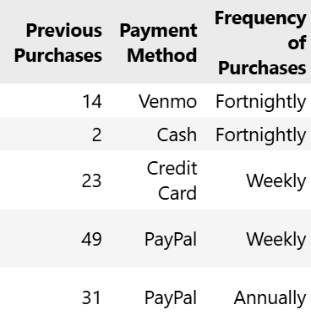 Previous Purchases Payment Method Frequency of Purchases
14 Venmo Fortnightly
2 Cash Fortnightly
23 Credit Card Weekly
49 PayPal Weekly
31 PayPal Annually